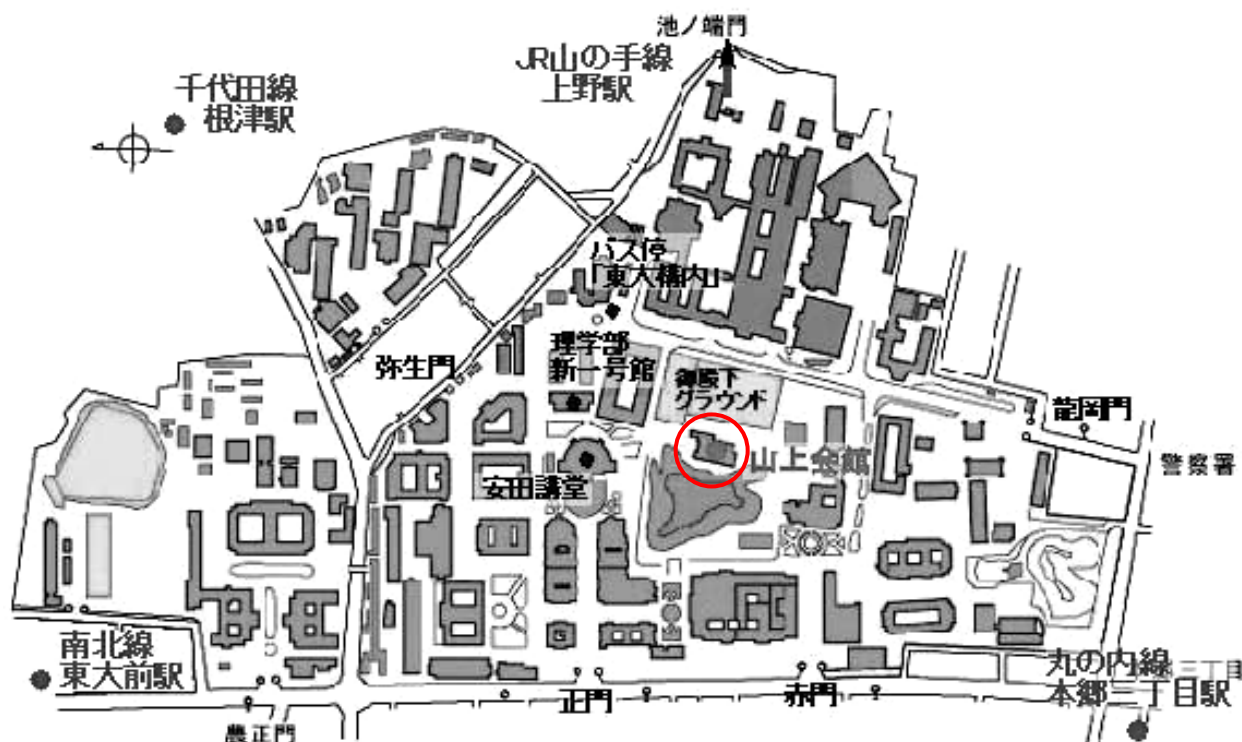 池ノ端門
JR山の手線
上野駅
千代田線
根津駅
バス停
「東大構内」
理学部
新一号館
弥生門
御殿下
グラウンド
龍岡門
山上会館
警察署
安田講堂
南北線
東大前駅
丸の内線
三丁目
本郷三丁目駅
正門
赤門
農正門